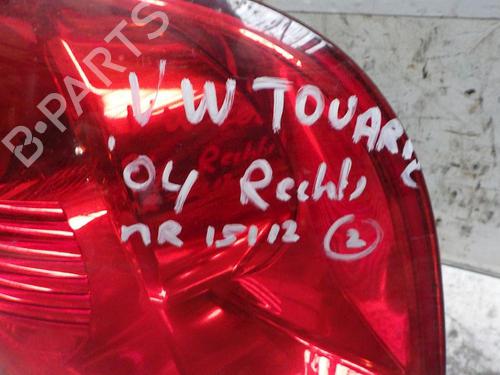 B-PARTS
VW TOUAREG
'04 Rechts
NR 15112 2